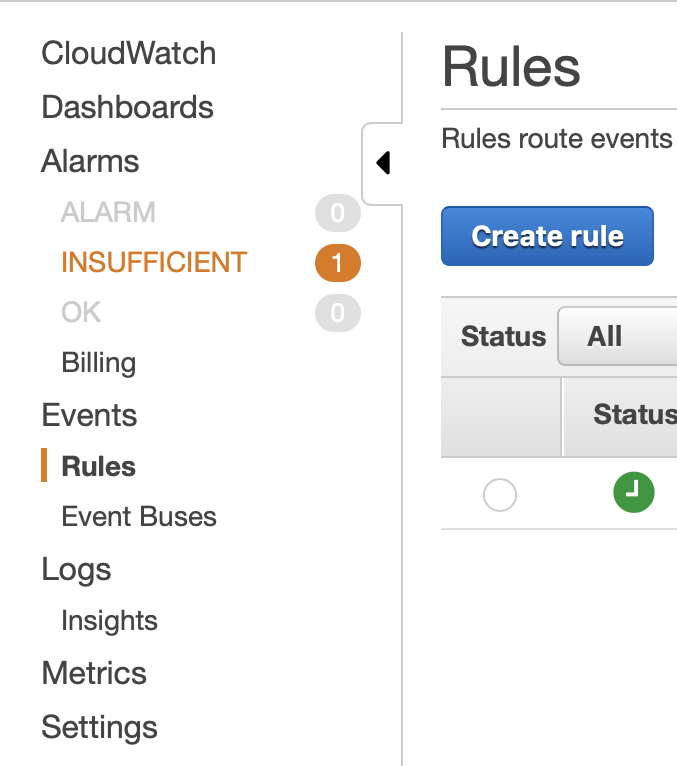 CloudWatch
Dashboards
Alarms
ALARM 0
INSUFFICIENT 1
OK 0
Billing
Events
Rules
Event Buses
Logs
Insights
Metrics
Settings
Rules
Rules route events
Create rule
Status All
Status